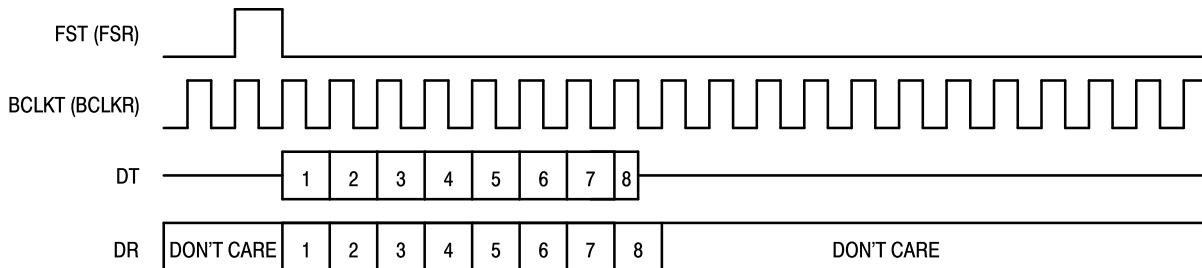 FST (FSR)
BCLKT (BCLKR)
DT 1 2 3 4 5 6 7 8
DR DON'T CARE 1 2 3 4 5 6 7 8 DON'T CARE